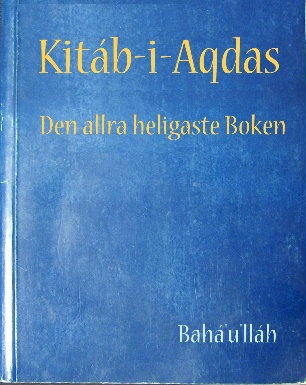 Kitáb-i-Aqdas
Den allra heligaste Boken
Bahá'u'lláh